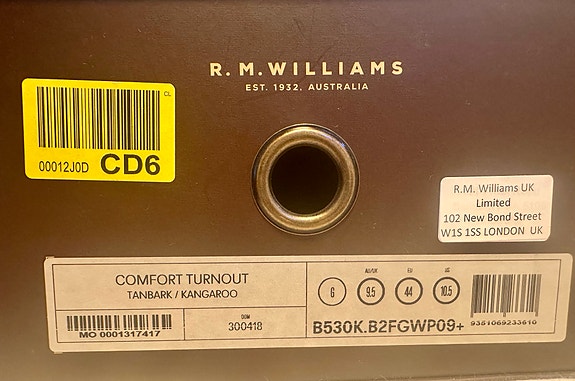 R.M.WILLIAMS
EST. 1932. AUSTRALIA
CL
00012J0D CD6
R.M. Williams UK
Limited
102 New Bond Street
W1S 1SS LONDON UK
COMFORT TURNOUT
TANBARK / KANGAROO
MO 0001317417
DOM
300418
AU/UK EU US
6 9.5 44 10.5
B530K.B2FGWP09+
9351069233610